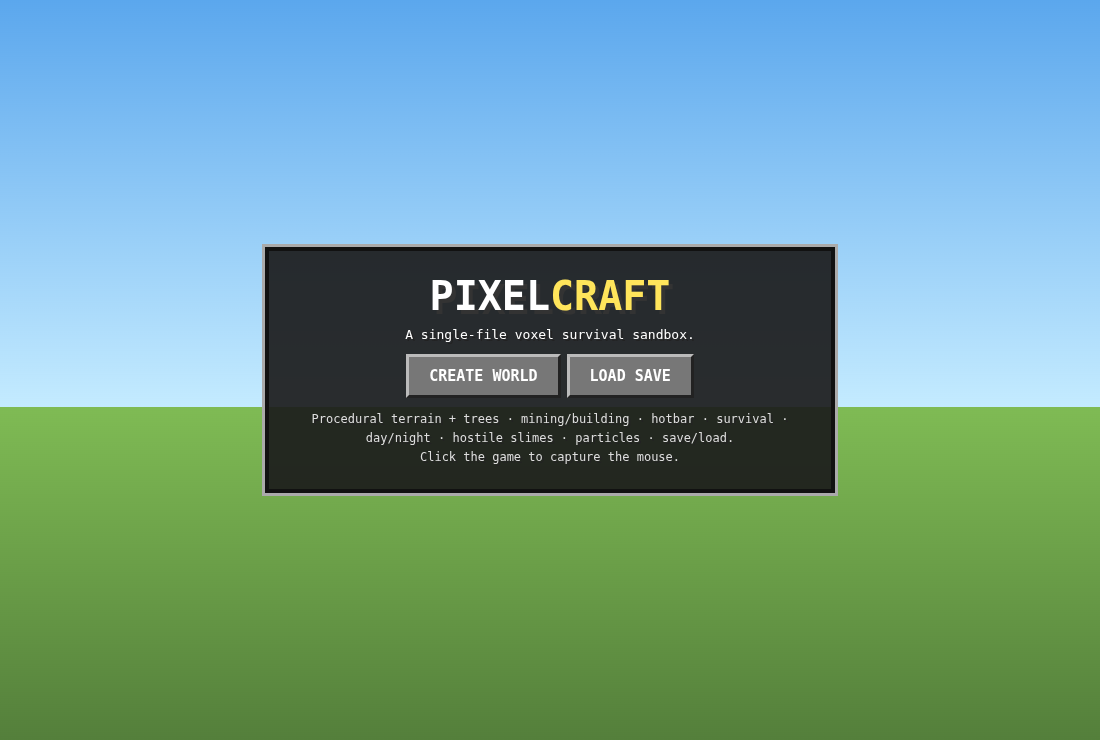 PIXELCRAFT
A single-file voxel survival sandbox.
CREATE WORLD LOAD SAVE
Procedural terrain + trees · mining/building · hotbar · survival ·
day/night · hostile slimes · particles · save/load.
Click the game to capture the mouse.